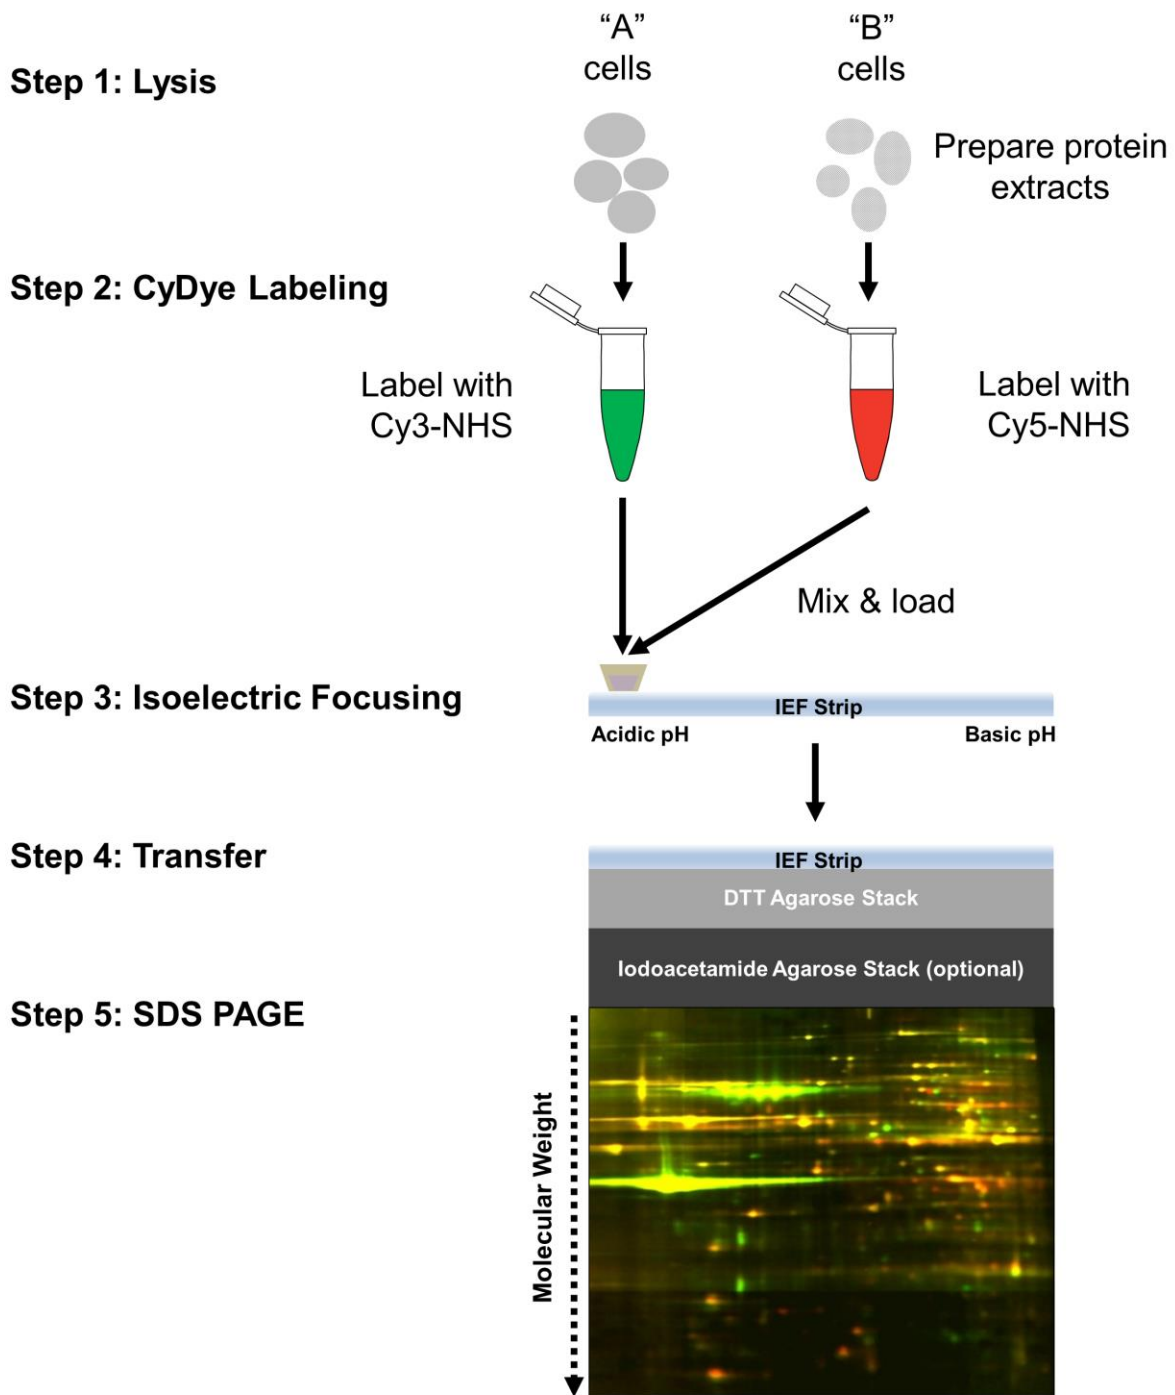 “A”
cells
“B”
cells
Step 1: Lysis
Prepare protein
extracts
Step 2: CyDye Labeling
Label with
Cy3-NHS
Label with
Cy5-NHS
Mix & load
Step 3: Isoelectric Focusing
IEF Strip
Acidic pH
Basic pH
Step 4: Transfer
IEF Strip
DTT Agarose Stack
Iodoacetamide Agarose Stack (optional)
Step 5: SDS PAGE
Molecular Weight